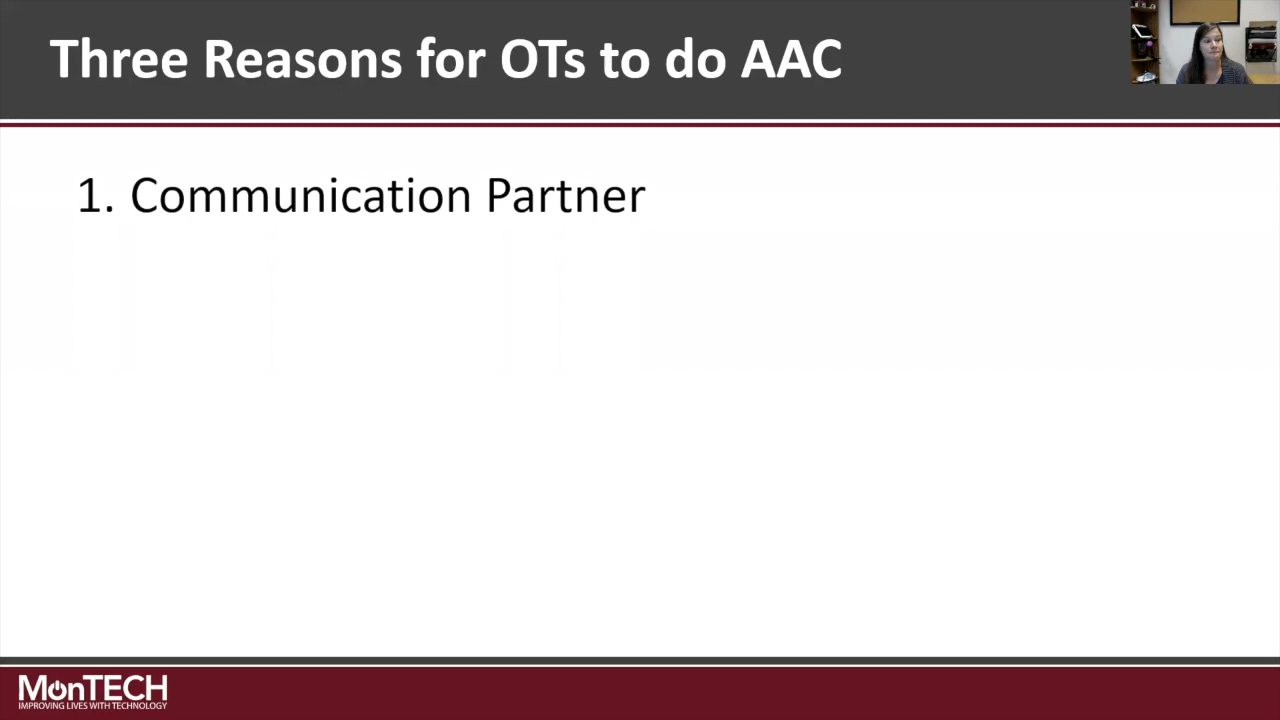 Three Reasons for OTs to do AAC
1. Communication Partner
MonTECH
IMPROVING LIVES WITH TECHNOLOGY